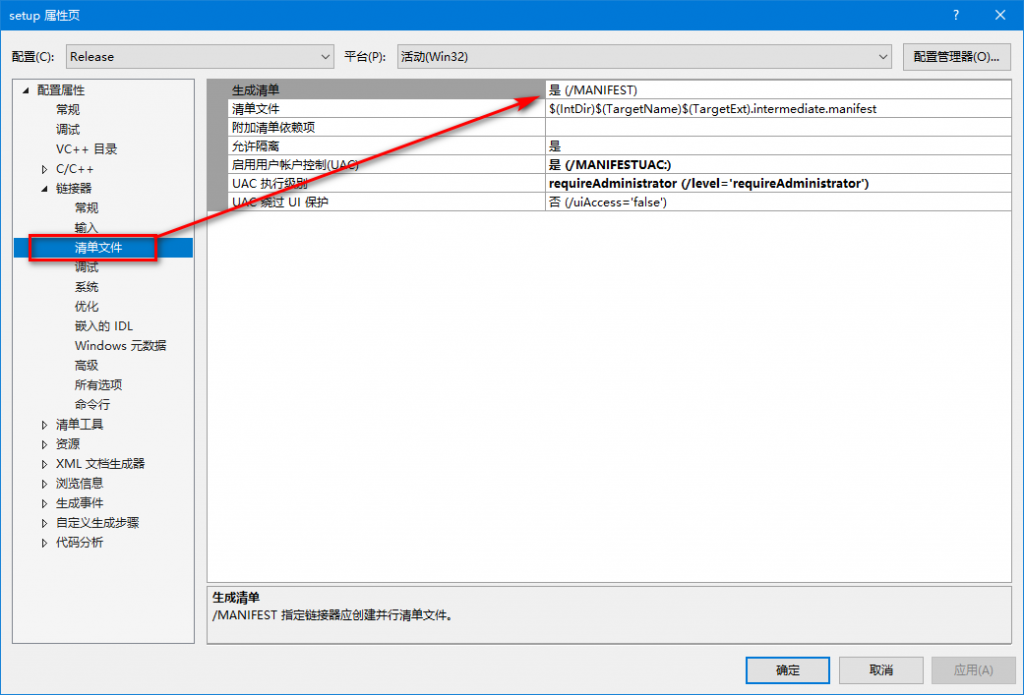 setup 属性页
配置(C): Release 平台(P): 活动(Win32) 配置管理器(O)...
配置属性
常规
调试
VC++ 目录
C/C++
链接器
常规
输入
清单文件
调试
系统
优化
嵌入的 IDL
Windows 元数据
高级
所有选项
命令行
清单工具
资源
XML 文档生成器
浏览信息
生成事件
自定义生成步骤
代码分析
生成清单 是 (/MANIFEST)
清单文件 $(IntDir)$(TargetName)$(TargetExt).intermediate.manifest
附加清单依赖项
允许隔离 是
启用用户帐户控制(UAC) 是 (/MANIFESTUAC:)
UAC 执行级别 requireAdministrator (/level='requireAdministrator')
UAC 绕过 UI 保护 否 (/uiAccess='false')
生成清单
/MANIFEST 指定链接器应创建并行清单文件。
确定 取消 应用(A)